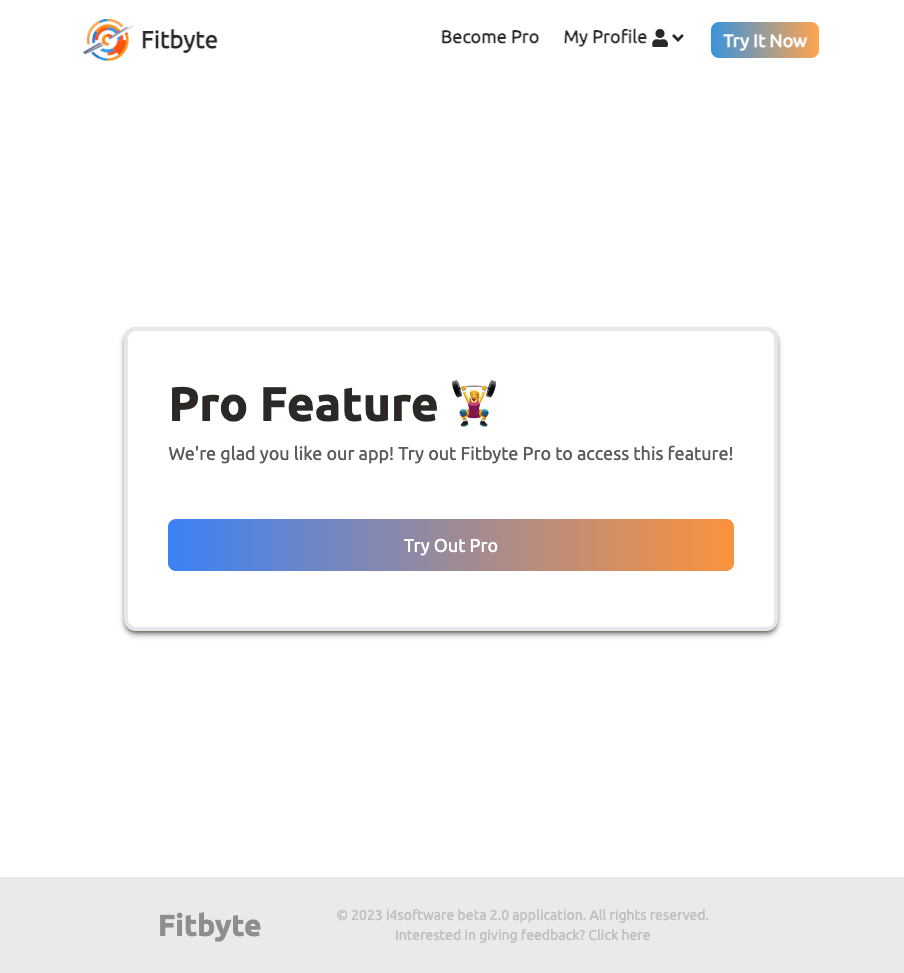 Fitbyte
Become Pro
My Profile
Try It Now
Pro Feature 🏋️‍♀️
We're glad you like our app! Try out Fitbyte Pro to access this feature!
Try Out Pro
Fitbyte
© 2023 i4software beta 2.0 application. All rights reserved.
Interested in giving feedback? Click here